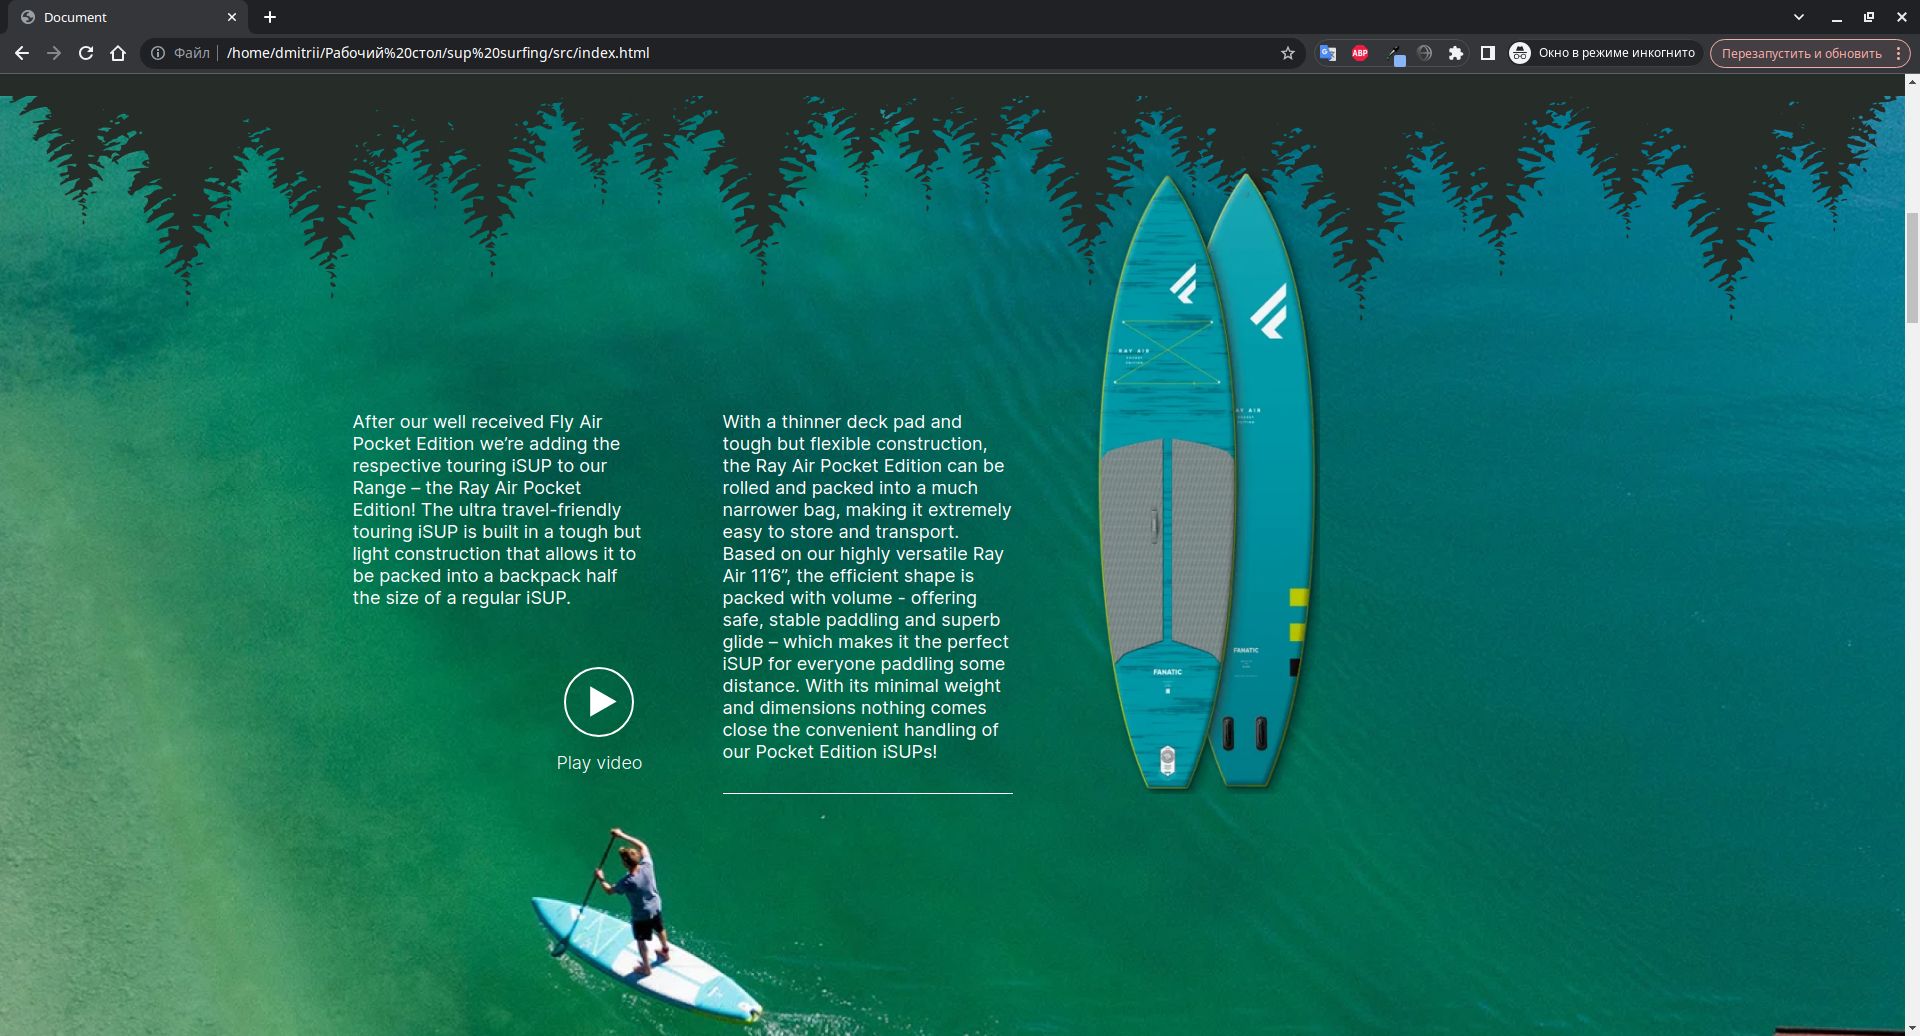 Document
Файл
/home/dmitrii/Рабочий%20стол/sup%20surfing/src/index.html
ABP
Окно в режиме инкогнито
Перезапустить и обновить
After our well received Fly Air
Pocket Edition we’re adding the
respective touring iSUP to our
Range – the Ray Air Pocket
Edition! The ultra travel-friendly
touring iSUP is built in a tough but
light construction that allows it to
be packed into a backpack half
the size of a regular iSUP.
Play video
With a thinner deck pad and
tough but flexible construction,
the Ray Air Pocket Edition can be
rolled and packed into a much
narrower bag, making it extremely
easy to store and transport.
Based on our highly versatile Ray
Air 11’6”, the efficient shape is
packed with volume - offering
safe, stable paddling and superb
glide – which makes it the perfect
iSUP for everyone paddling some
distance. With its minimal weight
and dimensions nothing comes
close the convenient handling of
our Pocket Edition iSUPs!
RAY AIR
POCKET
EDITION
FANATIC
AY AIR
FANATIC